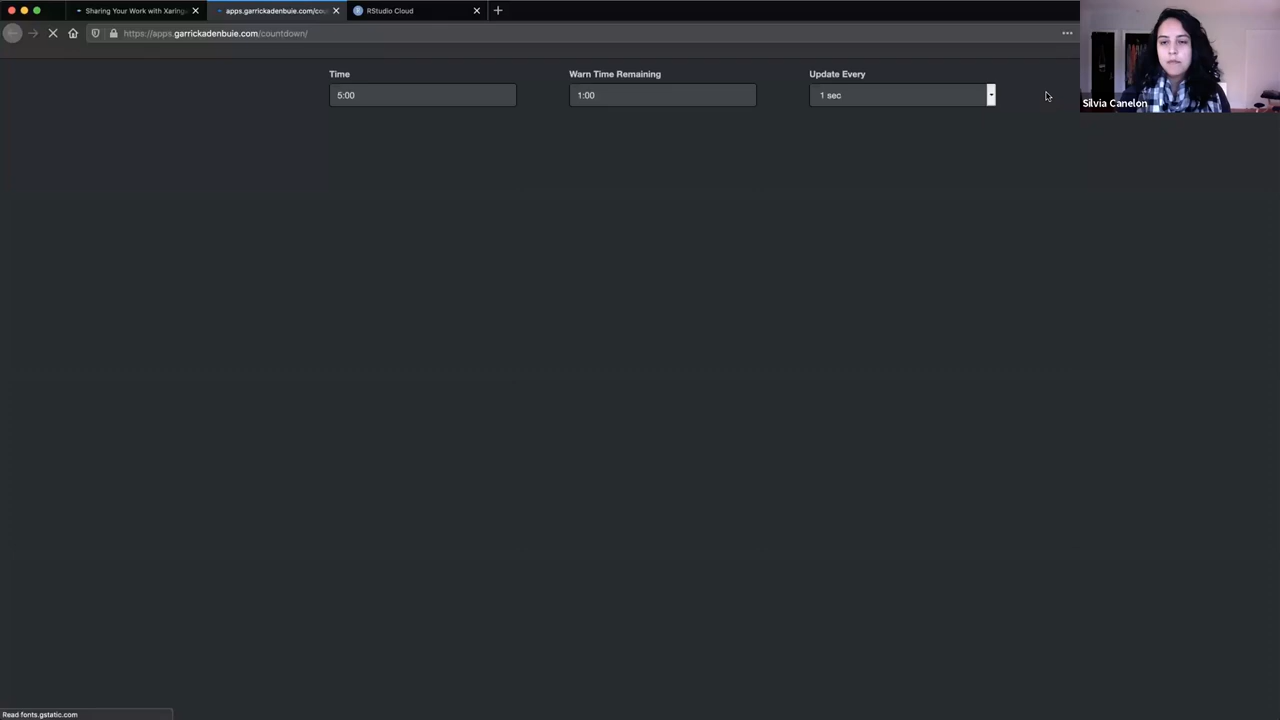 Sharing Your Work with Xaring
apps.garrickadenbuie.com/cou
RStudio Cloud
https://apps.garrickadenbuie.com/countdown/
Time
Warn Time Remaining
Update Every
5:00
1:00
1 sec
Silvia Canelon
Read fonts.gstatic.com